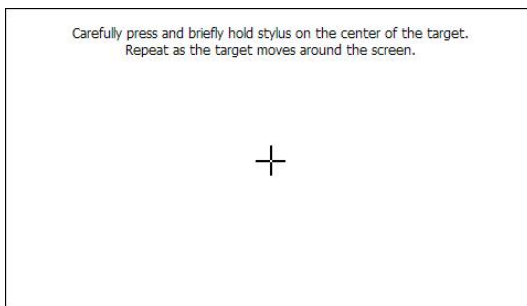 Carefully press and briefly hold stylus on the center of the target.
Repeat as the target moves around the screen.